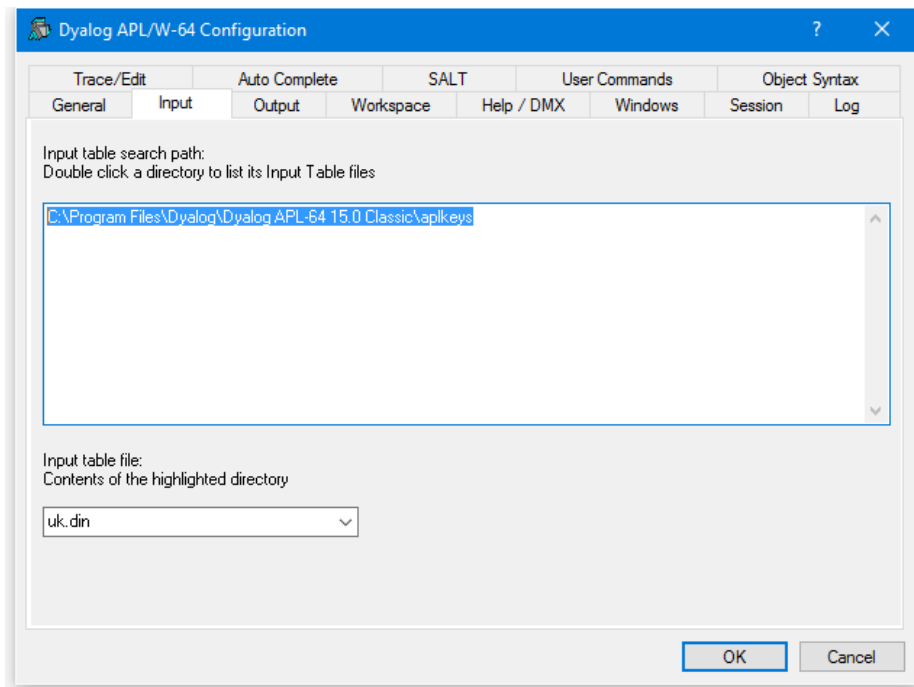 Dyalog APL/W-64 Configuration
Trace/Edit Auto Complete SALT User Commands Object Syntax
General Input Output Workspace Help / DMX Windows Session Log
Input table search path:
Double click a directory to list its Input Table files
C:\Program Files\Dyalog\Dyalog APL-64 15.0 Classic\aplkeys
Input table file:
Contents of the highlighted directory
uk.din
OK Cancel